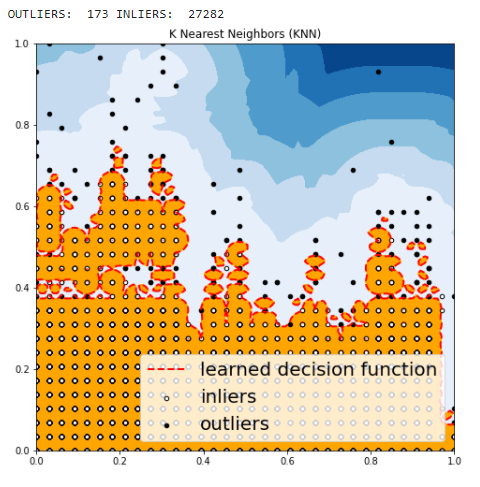 OUTLIERS:  173 INLIERS:  27282
K Nearest Neighbors (KNN)
1.0
0.8
0.6
0.4
0.2
0.0
learned decision function
inliers
outliers
0.0 0.2 0.4 0.6 0.8 1.0